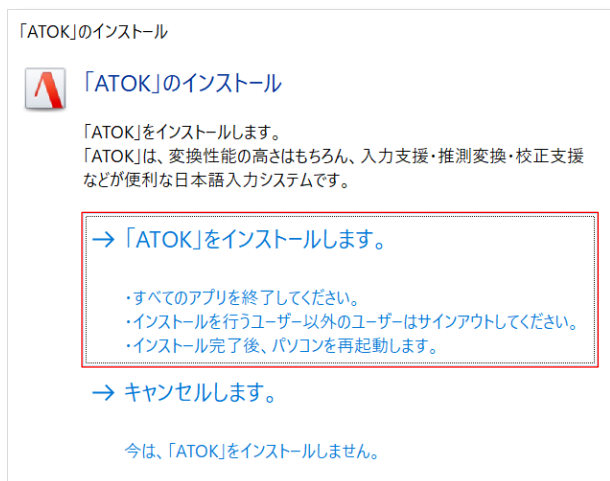 「ATOK」のインストール
「ATOK」のインストール
「ATOK」をインストールします。
「ATOK」は、変換性能の高さはもちろん、入力支援・推測変換・校正支援
などが便利な日本語入力システムです。
→「ATOK」をインストールします。
・すべてのアプリを終了してください。
・インストールを行うユーザー以外のユーザーはサインアウトしてください。
・インストール完了後、パソコンを再起動します。
→ キャンセルします。
今は、「ATOK」をインストールしません。